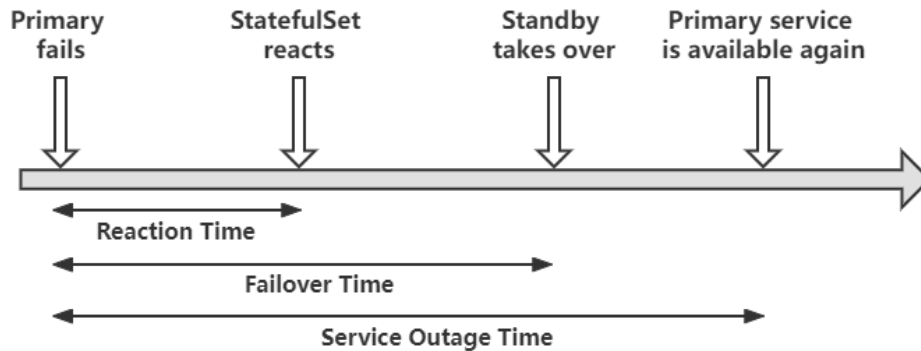 Primary
fails
StatefulSet
reacts
Standby
takes over
Primary service
is available again
Reaction Time
Failover Time
Service Outage Time